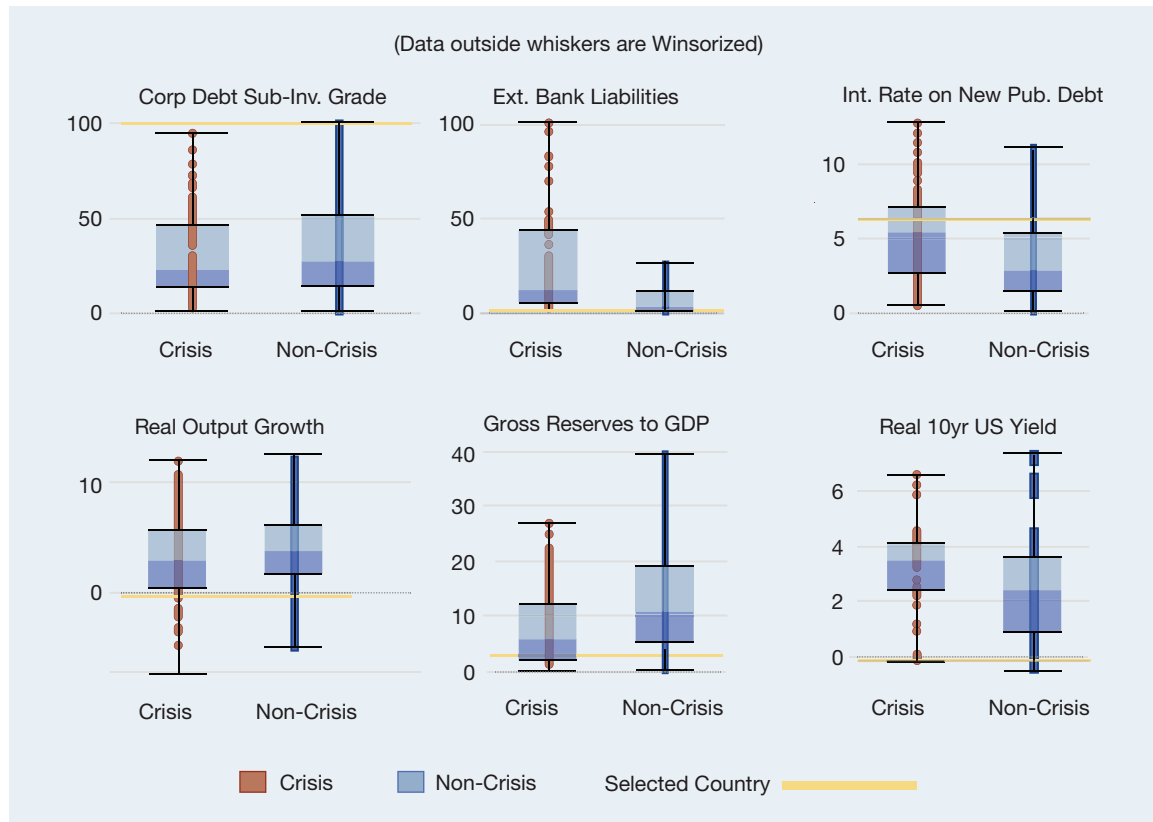 (Data outside whiskers are Winsorized)
Corp Debt Sub-Inv. Grade
100
50
0
Crisis Non-Crisis
Ext. Bank Liabilities
100
50
0
Crisis Non-Crisis
Int. Rate on New Pub. Debt
10
5
0
Crisis Non-Crisis
Real Output Growth
10
0
Crisis Non-Crisis
Gross Reserves to GDP
40
30
20
10
0
Crisis Non-Crisis
Real 10yr US Yield
6
4
2
0
Crisis Non-Crisis
Crisis Non-Crisis Selected Country